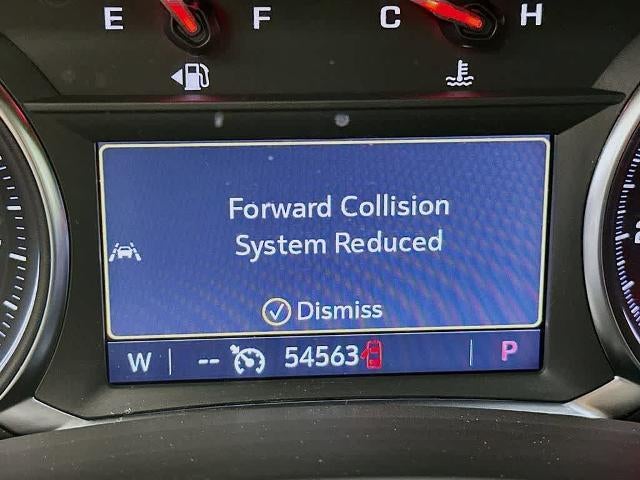 E F C H
Forward Collision
System Reduced
Dismiss
W -- 54563 P